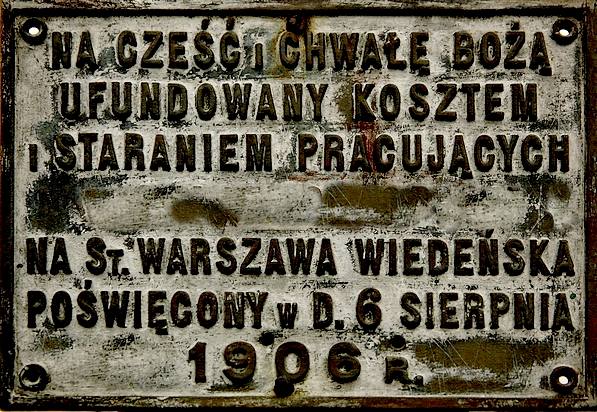 NA CZEŚĆ i CHWAŁĘ BOŻĄ
UFUNDOWANY KOSZTEM
i STARANIEM PRACUJĄCYCH
NA ST. WARSZAWA WIEDEŃSKA
POŚWIĘCONY W D. 6 SIERPNIA
1906 R.